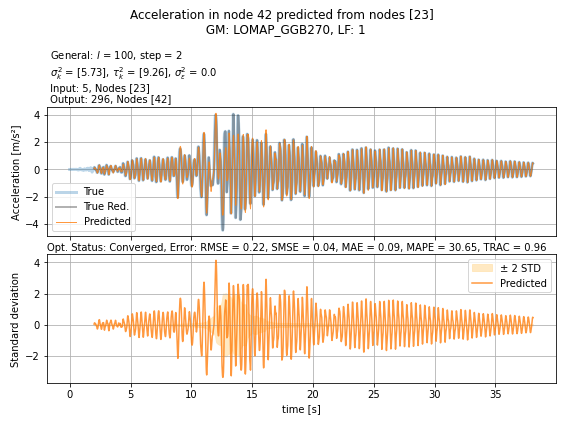 Acceleration in node 42 predicted from nodes [23]
GM: LOMAP_GGB270, LF: 1
General: l = 100, step = 2
σ²ₖ = [5.73], τ²ₖ = [9.26], σ²ε = 0.0
Input: 5, Nodes [23]
Output: 296, Nodes [42]
Acceleration [m/s²]
4
2
0
−2
−4
True
True Red.
Predicted
Opt. Status: Converged, Error: RMSE = 0.22, SMSE = 0.04, MAE = 0.09, MAPE = 30.65, TRAC = 0.96
Standard deviation
4
2
0
−2
± 2 STD
Predicted
0 5 10 15 20 25 30 35
time [s]